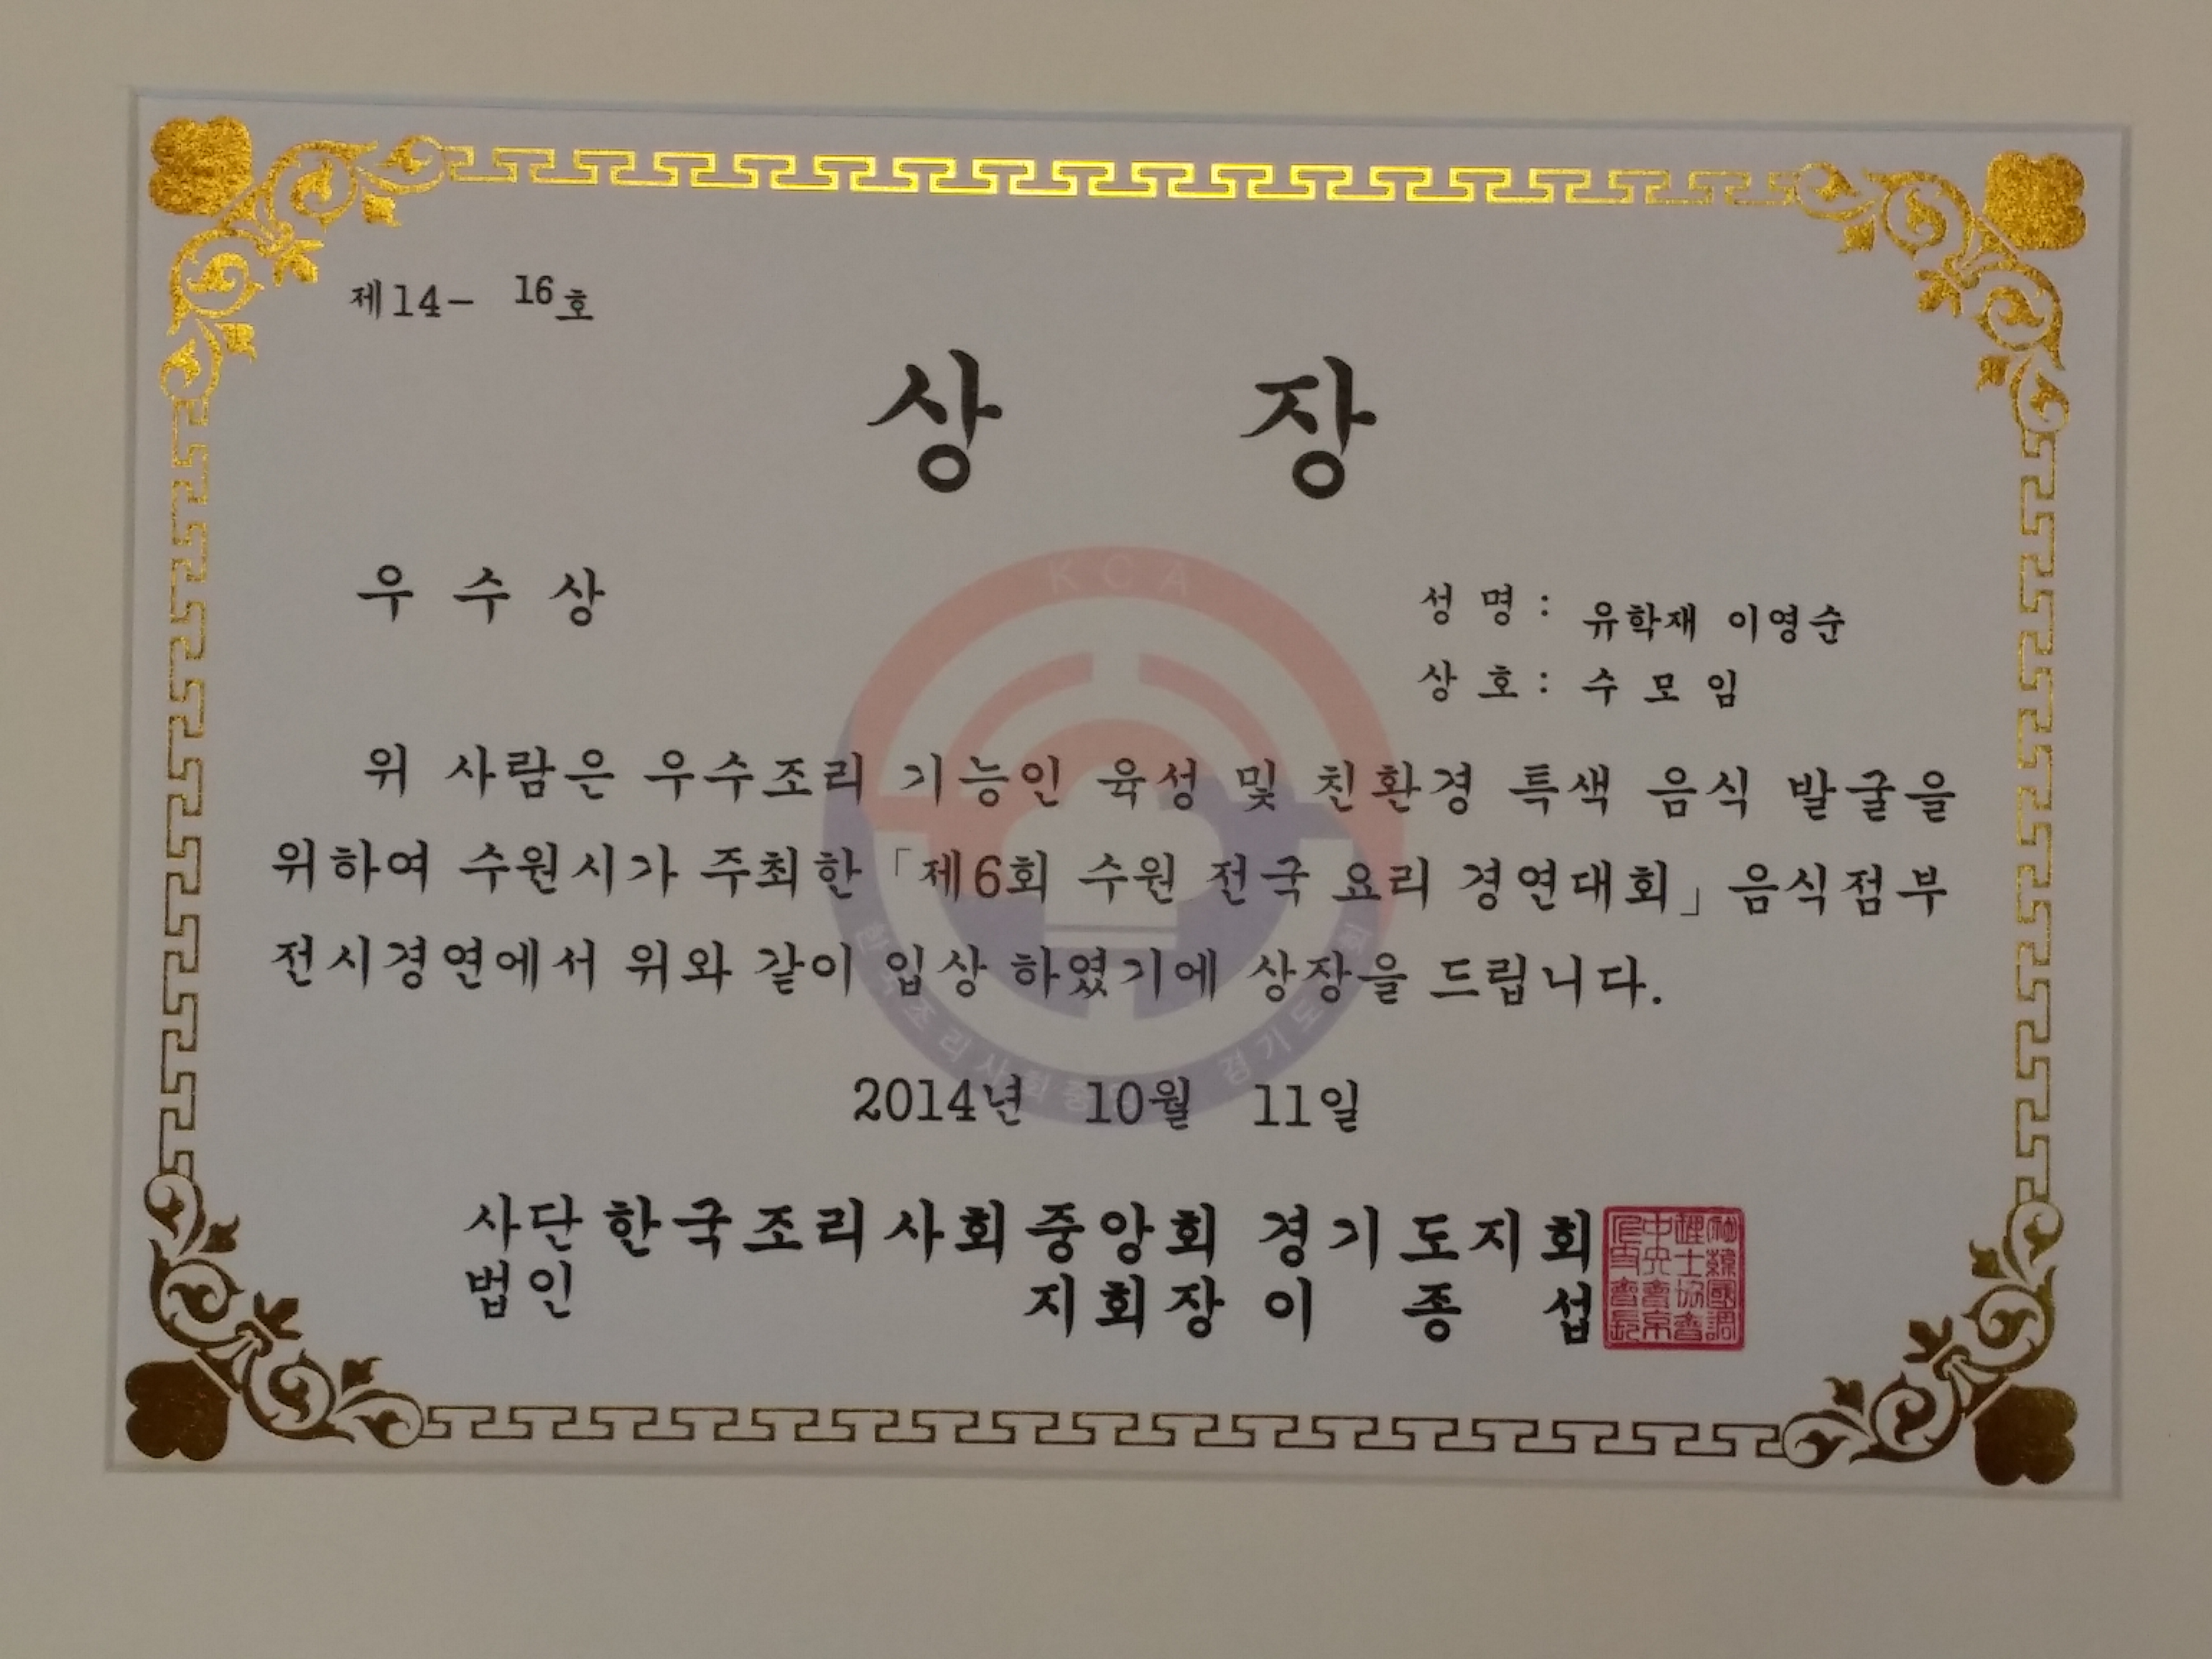 제14- 16호
상 장
우 수 상
성 명 : 유학재 이영순
상 호 : 수 모 임
위 사람은 우수조리 기능인 육성 및 친환경 특색 음식 발굴을
위하여 수원시가 주최한 「제6회 수원 전국 요리 경연대회」 음식점부
전시경연에서 위와 같이 입상 하였기에 상장을 드립니다.
2014년 10월 11일
사단 한국조리사회중앙회 경기도지회
법인 지회장 이 종 섭
KCA